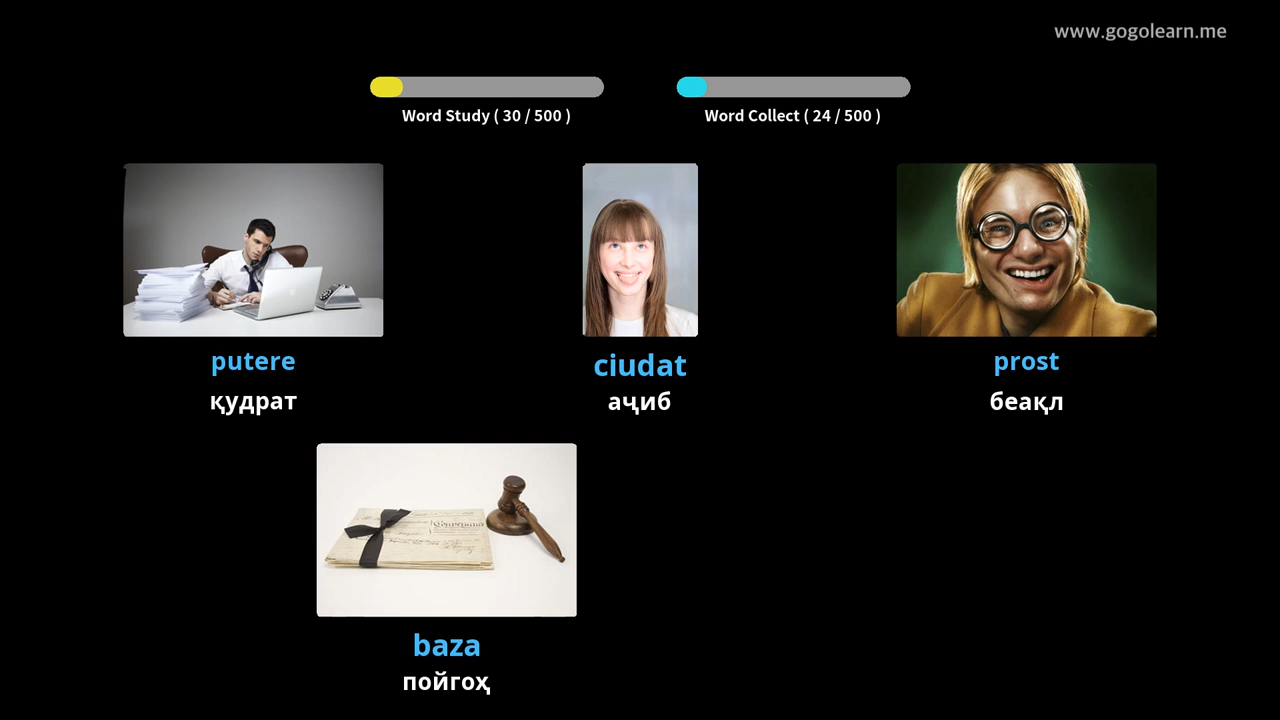 www.gogolearn.me
Word Study ( 30 / 500 )
Word Collect ( 24 / 500 )
putere
ciudat
prost
қудрат
аҷиб
беақл
baza
пойгоҳ